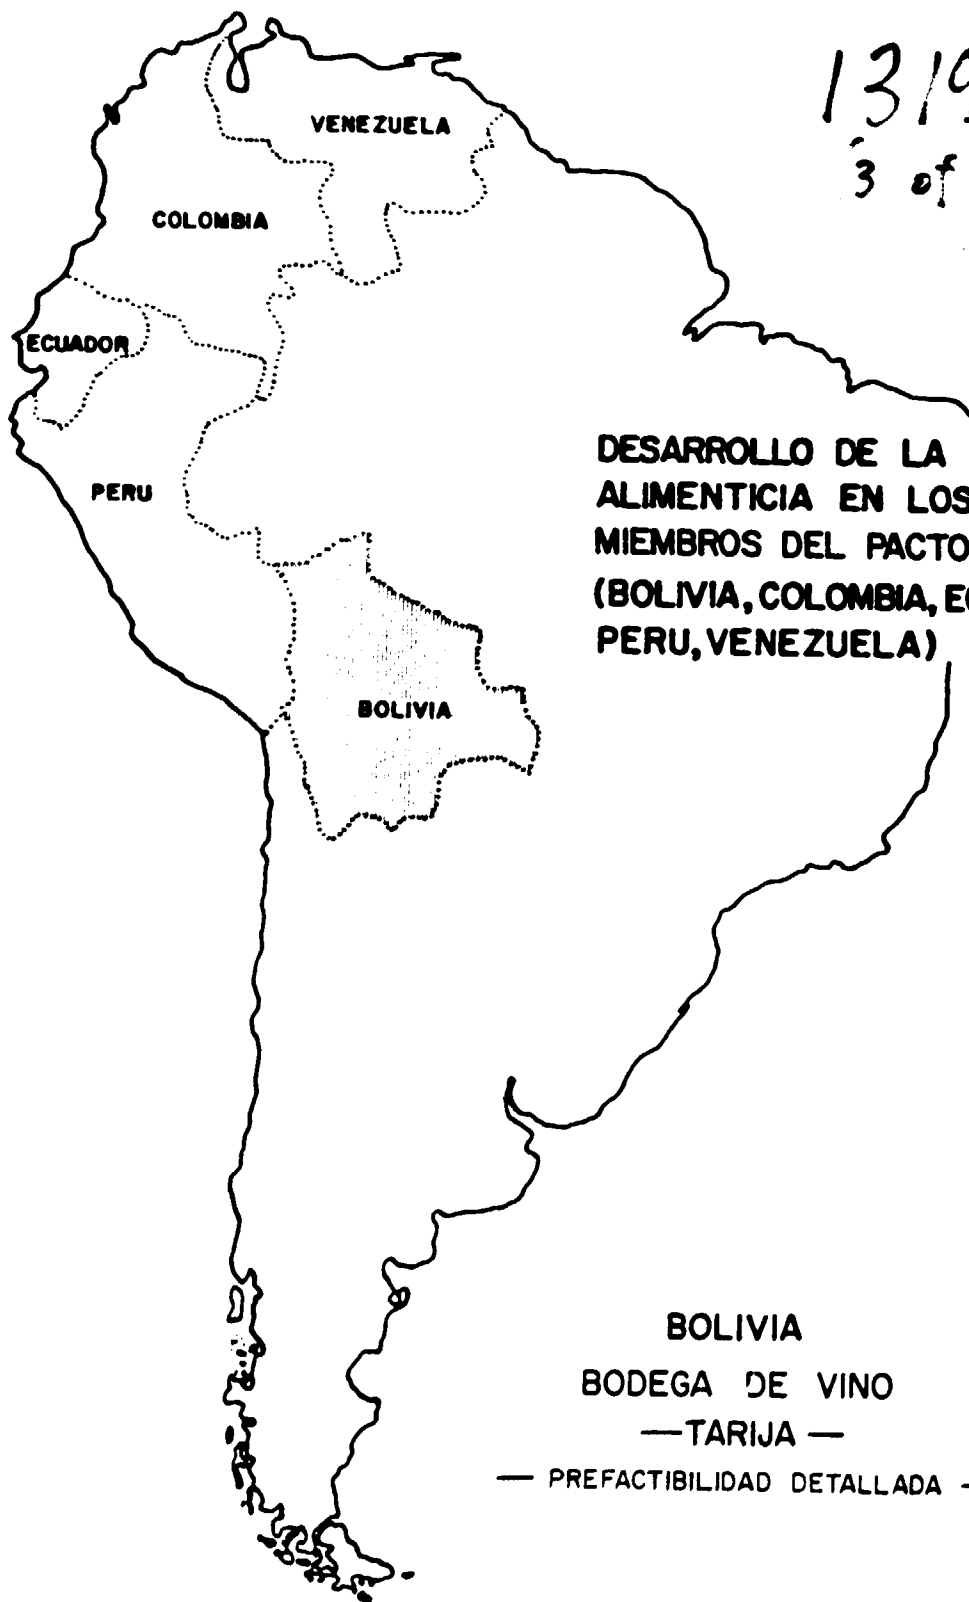 1319
3 of
VENEZUELA
COLOMBIA
ECUADOR
PERU
DESARROLLO DE LA
ALIMENTICIA EN LOS
MIEMBROS DEL PACTO
(BOLIVIA, COLOMBIA, EC
PERU, VENEZUELA)
BOLIVIA
BOLIVIA
BODEGA DE VINO
— TARIJA —
— PREFACTIBILIDAD DETALLADA -